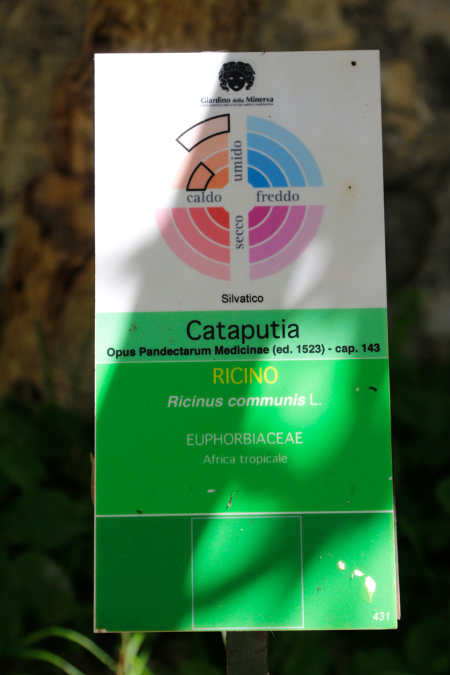 Giardino della Minerva
umido
caldo
freddo
secco
Silvatico
Cataputia
Opus Pandectarum Medicinae (ed. 1523) - cap. 143
RICINO
Ricinus communis L.
EUPHORBIACEAE
Africa tropicale
431